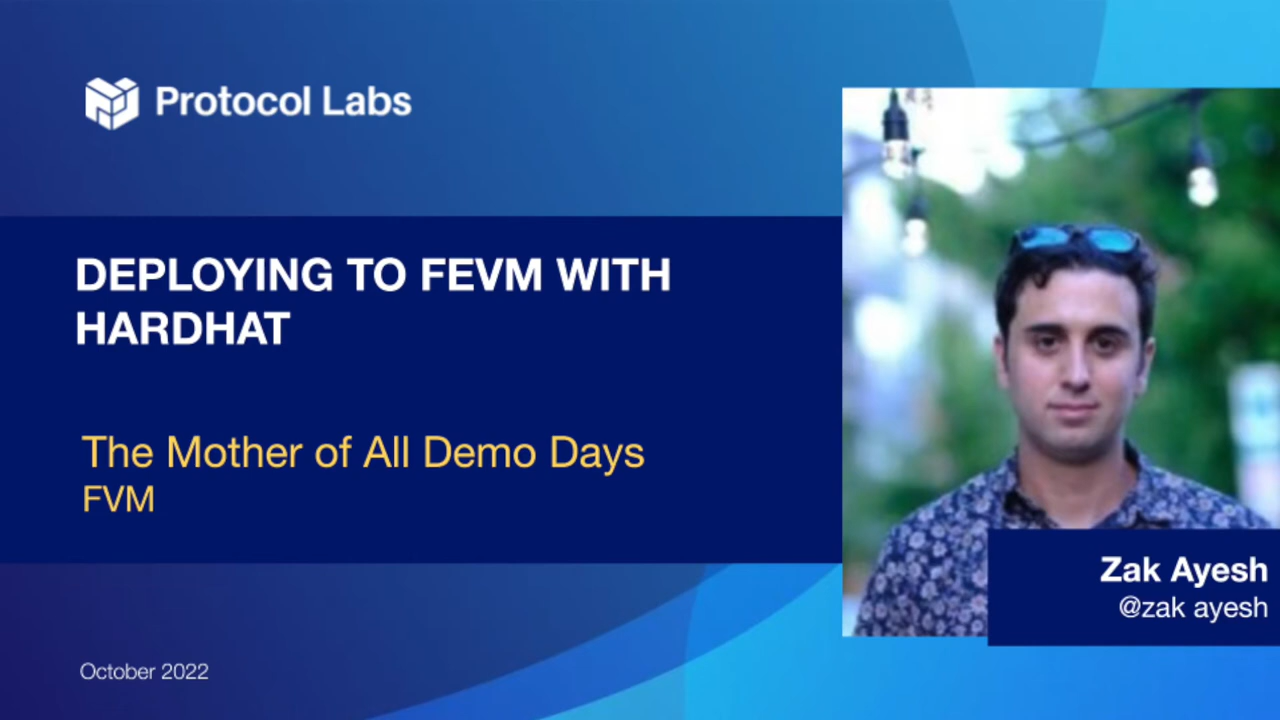 Protocol Labs
DEPLOYING TO FEVM WITH
HARDHAT
The Mother of All Demo Days
FVM
Zak Ayesh
@zak ayesh
October 2022